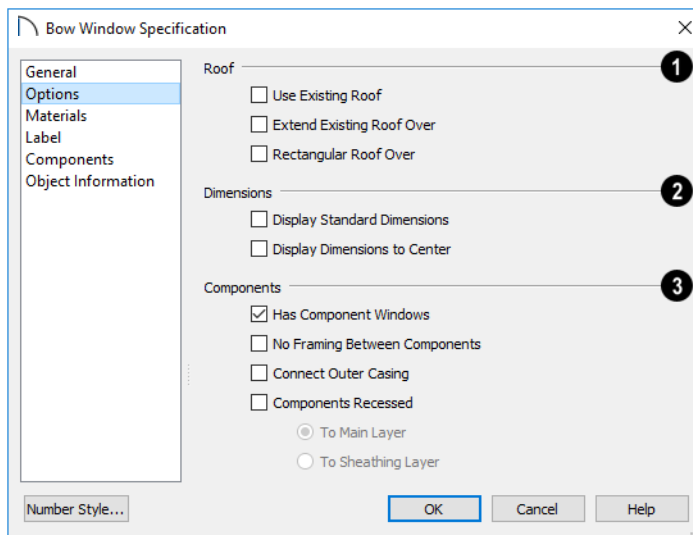 Bow Window Specification
General
Options
Materials
Label
Components
Object Information
Roof
1
Use Existing Roof
Extend Existing Roof Over
Rectangular Roof Over
Dimensions
2
Display Standard Dimensions
Display Dimensions to Center
Components
3
Has Component Windows
No Framing Between Components
Connect Outer Casing
Components Recessed
To Main Layer
To Sheathing Layer
Number Style...
OK
Cancel
Help